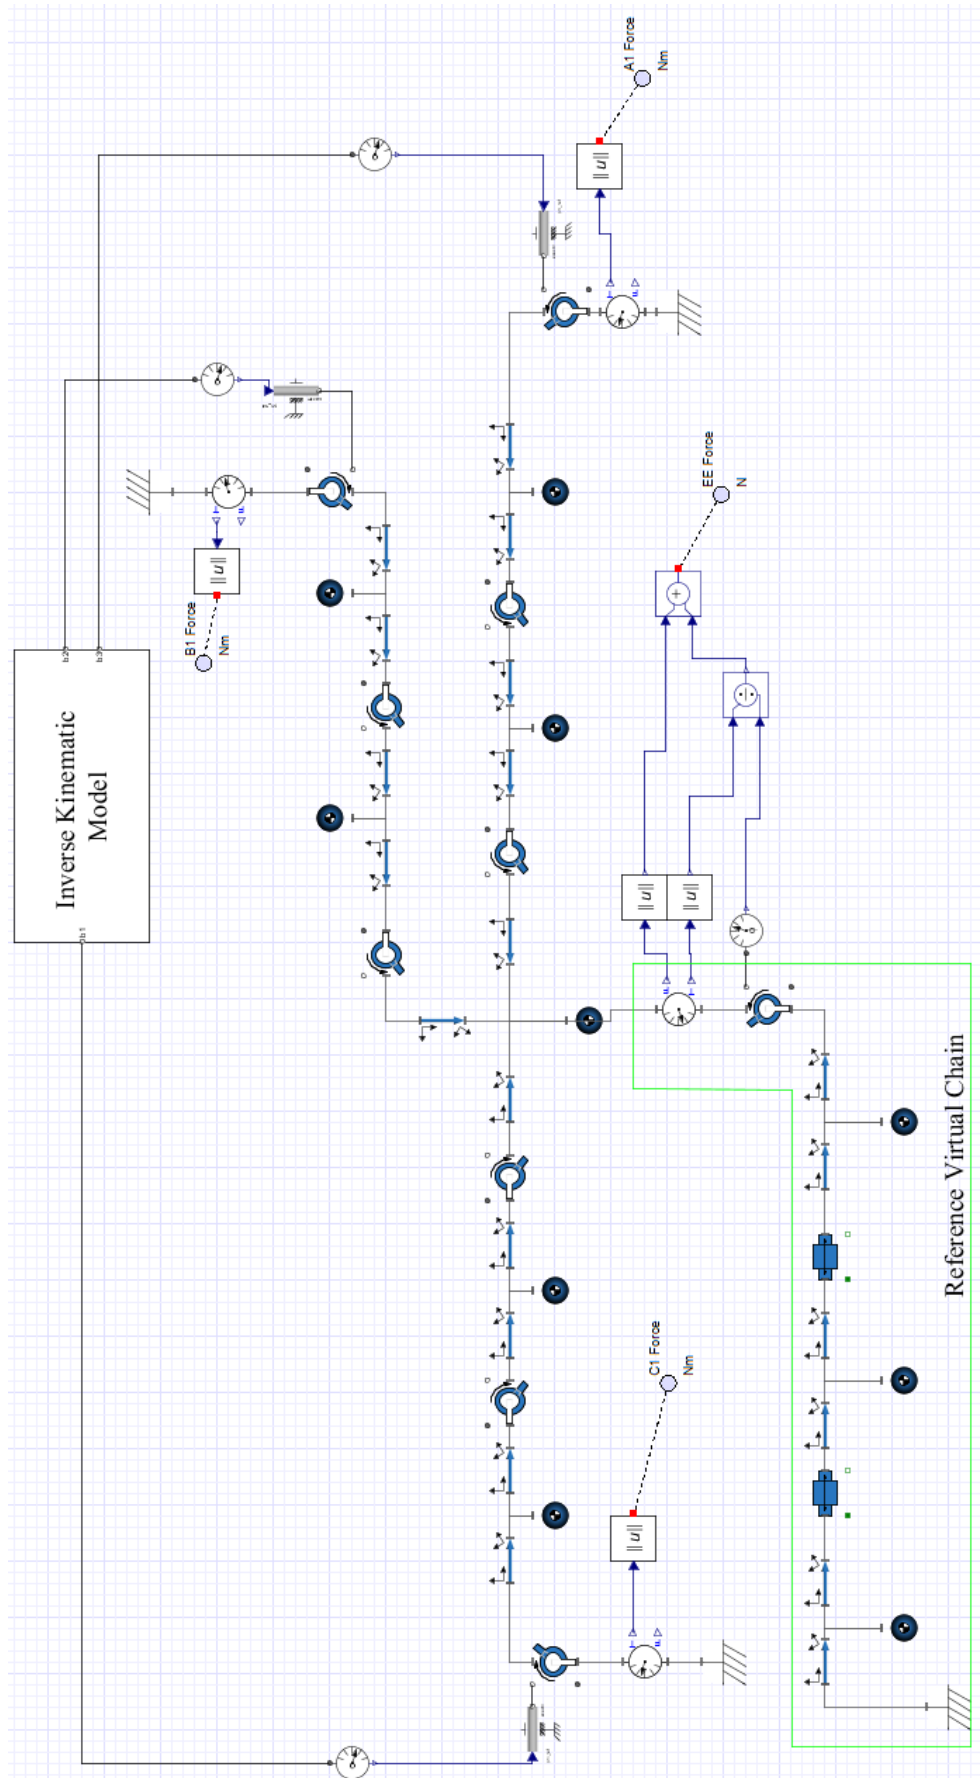 A1 Force
Nm
||u||
EE Force
N
B1 Force
Nm
||u||
b2
b3
Inverse Kinematic
Model
b1
+
÷
||u||
||u||
C1 Force
Nm
||u||
Reference Virtual Chain